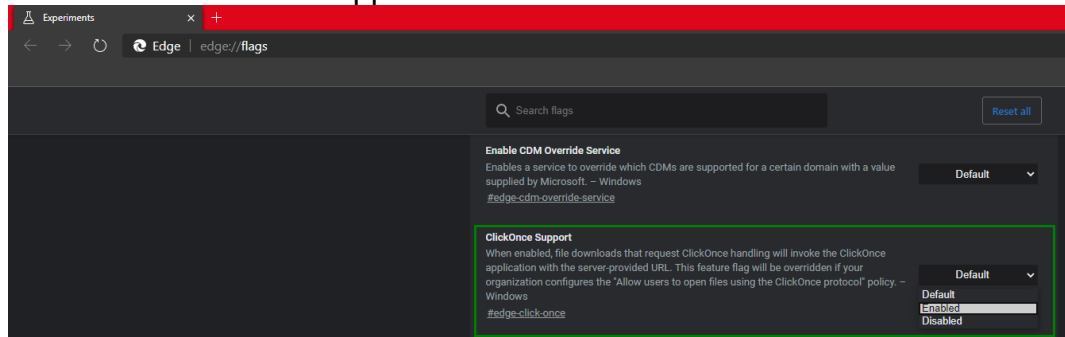 Experiments
Edge | edge://flags
Search flags
Reset all
Enable CDM Override Service
Enables a service to override which CDMs are supported for a certain domain with a value
supplied by Microsoft. – Windows
#edge-cdm-override-service
Default
ClickOnce Support
When enabled, file downloads that request ClickOnce handling will invoke the ClickOnce
application with the server-provided URL. This feature flag will be overridden if your
organization configures the "Allow users to open files using the ClickOnce protocol" policy. –
Windows
#edge-click-once
Default
Default
Enabled
Disabled